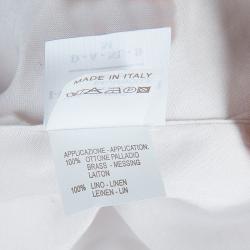 MADE IN ITALY
APPLICAZIONE - APPLICATION
100% OTTONE PALLADIO
BRASS - MESSING
LAITON
100% LINO - LINEN
LEINEN - LIN